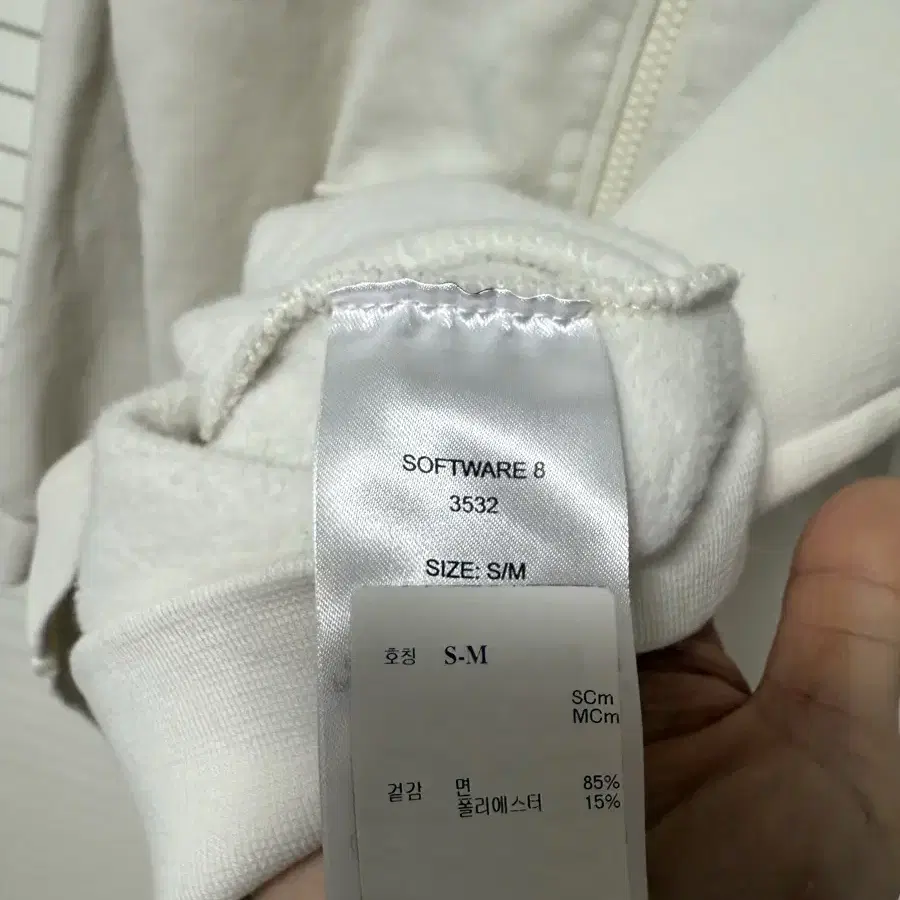 SOFTWARE 8
3532
SIZE: S/M
호칭 S-M
SCm
MCm
겉감 면 85%
폴리에스터 15%